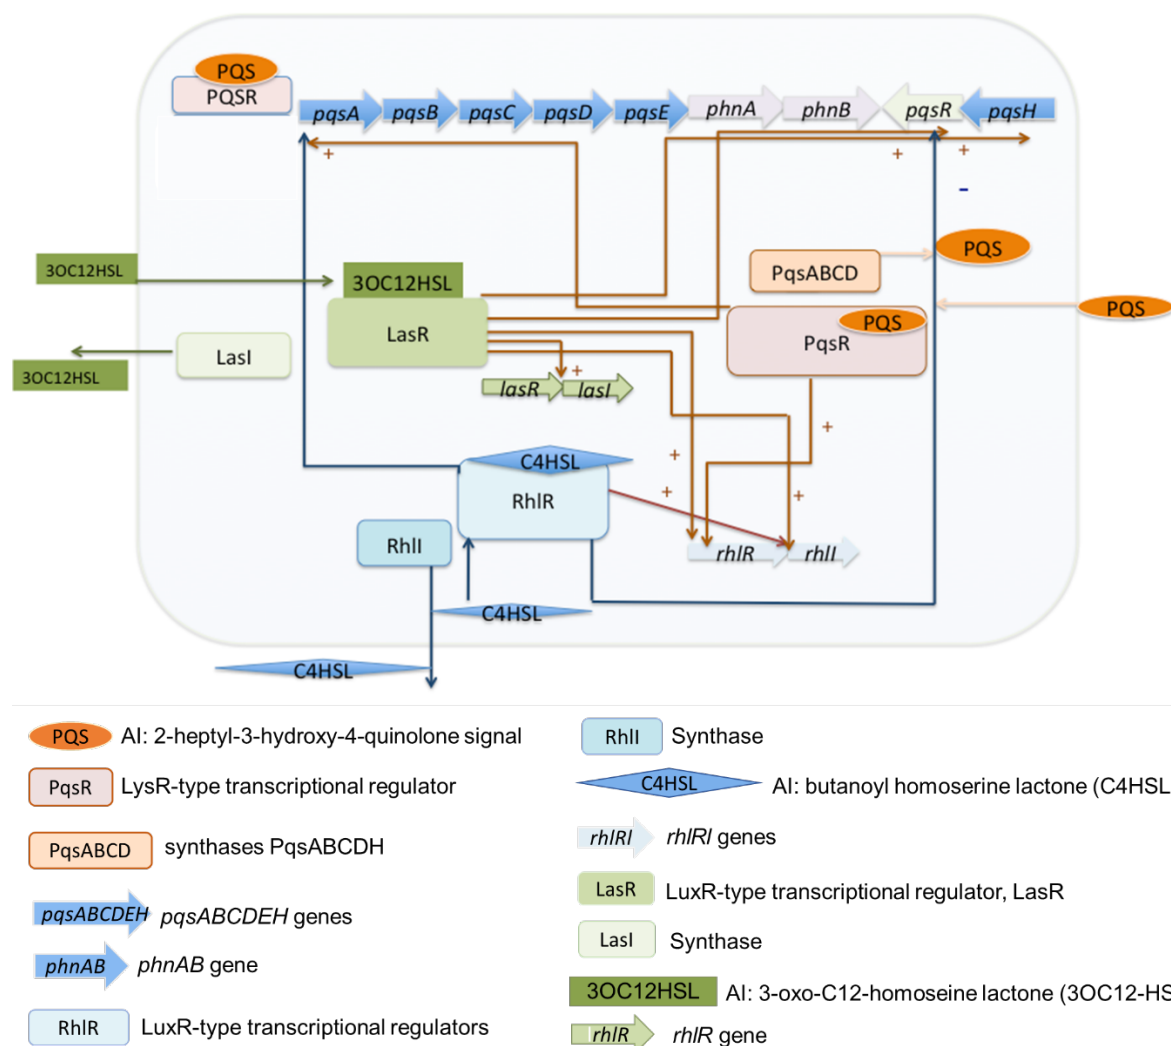 PQS
PQSR
pqsA pqsB pqsC pqsD pqsE phnA phnB pqsR pqsH
+ + +
-
3OC12HSL
3OC12HSL
PqsABCD
PQS
PQS
LasR
PQS
PqsR
LasI
3OC12HSL
+
lasR lasI
+
C4HSL
+
RhlR
+ +
RhlI
rhlR rhlI
C4HSL
C4HSL
PQS AI: 2-heptyl-3-hydroxy-4-quinolone signal
PqsR LysR-type transcriptional regulator
PqsABCD synthases PqsABCDH
pqsABCDEH pqsABCDEH genes
phnAB phnAB gene
RhlR LuxR-type transcriptional regulators
RhlI Synthase
C4HSL AI: butanoyl homoserine lactone (C4HSL
rhlRI rhlRI genes
LasR LuxR-type transcriptional regulator, LasR
LasI Synthase
3OC12HSL AI: 3-oxo-C12-homoseine lactone (3OC12-HS
rhlR rhlR gene